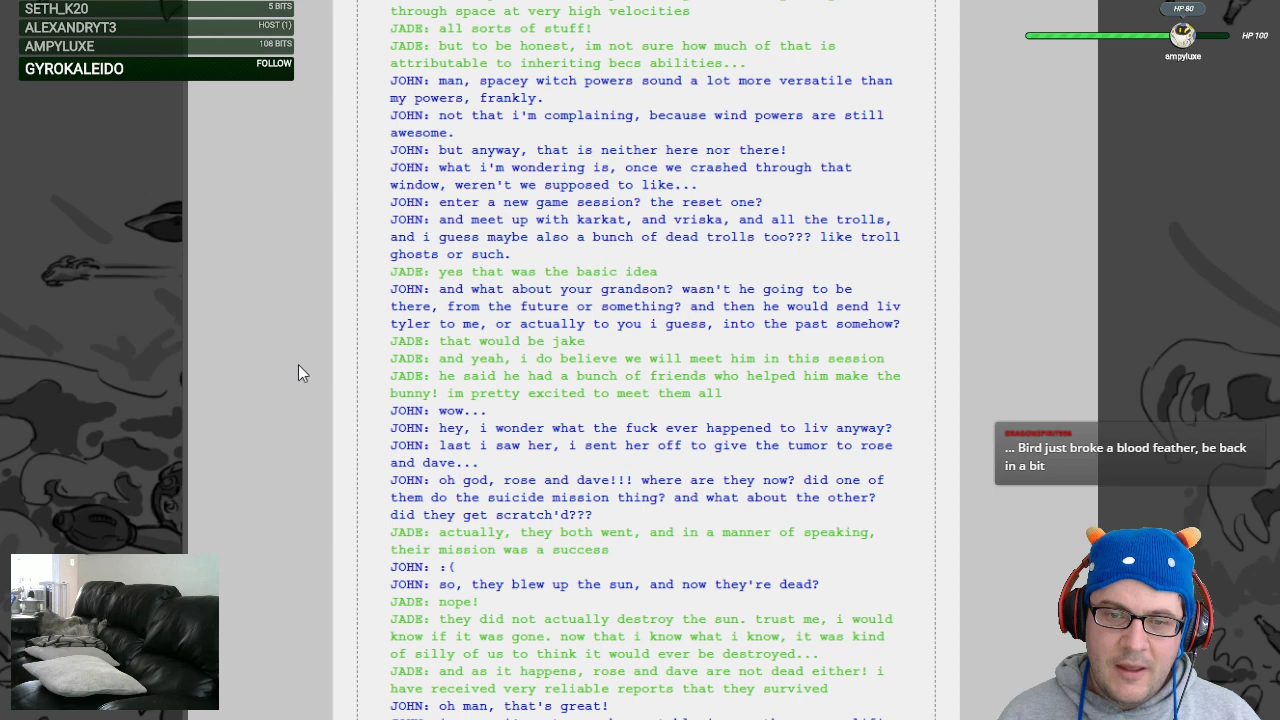 SETH_K20 5 BITS
ALEXANDRYT3 HOST (1)
AMPYLUXE 108 BITS
GYROKALEIDO FOLLOW
through space at very high velocities
JADE: all sorts of stuff!
JADE: but to be honest, im not sure how much of that is
attributable to inheriting becs abilities...
JOHN: man, spacey witch powers sound a lot more versatile than
my powers, frankly.
JOHN: not that i'm complaining, because wind powers are still
awesome.
JOHN: but anyway, that is neither here nor there!
JOHN: what i'm wondering is, once we crashed through that
window, weren't we supposed to like...
JOHN: enter a new game session? the reset one?
JOHN: and meet up with karkat, and vriska, and all the trolls,
and i guess maybe also a bunch of dead trolls too??? like troll
ghosts or such.
JADE: yes that was the basic idea
JOHN: and what about your grandson? wasn't he going to be
there, from the future or something? and then he would send liv
tyler to me, or actually to you i guess, into the past somehow?
JADE: that would be jake
JADE: and yeah, i do believe we will meet him in this session
JADE: he said he had a bunch of friends who helped him make the
bunny! im pretty excited to meet them all
JOHN: wow...
JOHN: hey, i wonder what the fuck ever happened to liv anyway?
JOHN: last i saw her, i sent her off to give the tumor to rose
and dave...
JOHN: oh god, rose and dave!!! where are they now? did one of
them do the suicide mission thing? and what about the other?
did they get scratch'd???
JADE: actually, they both went, and in a manner of speaking,
their mission was a success
JOHN: :(
JOHN: so, they blew up the sun, and now they're dead?
JADE: nope!
JADE: they did not actually destroy the sun. trust me, i would
know if it was gone. now that i know what i know, it was kind
of silly of us to think it would ever be destroyed...
JADE: and as it happens, rose and dave are not dead either! i
have received very reliable reports that they survived
JOHN: oh man, that's great!
HP 80
HP 100
ampyluxe
... Bird just broke a blood feather, be back
in a bit